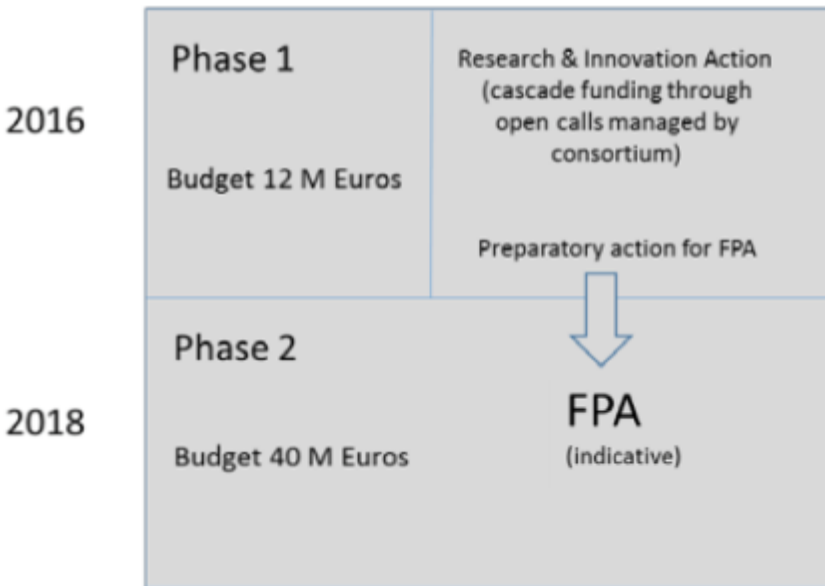 2016
Phase 1
Budget 12 M Euros
Research & Innovation Action
(cascade funding through
open calls managed by
consortium)
Preparatory action for FPA
2018
Phase 2
Budget 40 M Euros
FPA
(indicative)